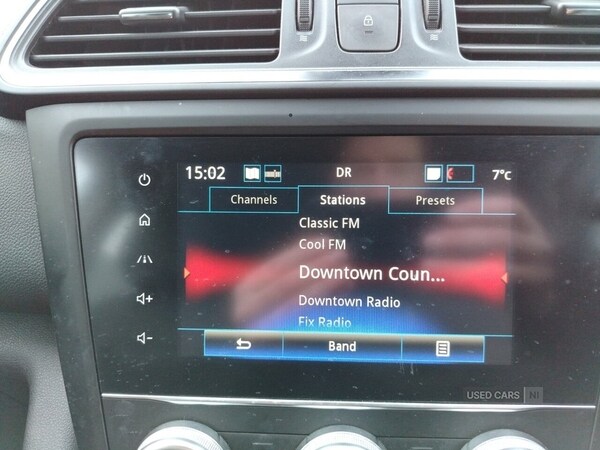 15:02 DR 7°c
Channels Stations Presets
Classic FM
Cool FM
Downtown Coun...
Downtown Radio
Fix Radio
Band
USED CARS NI